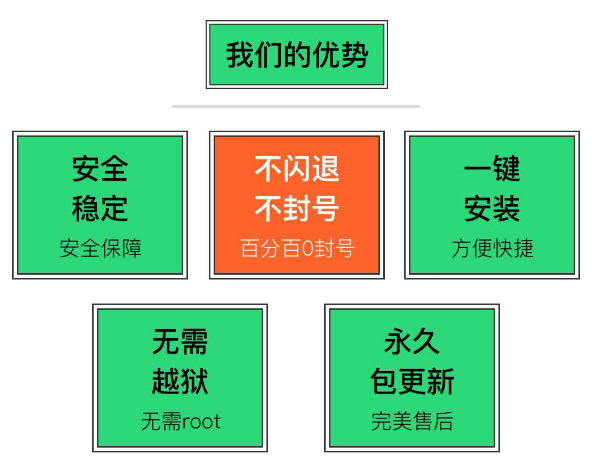 我们的优势
安全
稳定
安全保障
不闪退
不封号
百分百0封号
一键
安装
方便快捷
无需
越狱
无需root
永久
包更新
完美售后